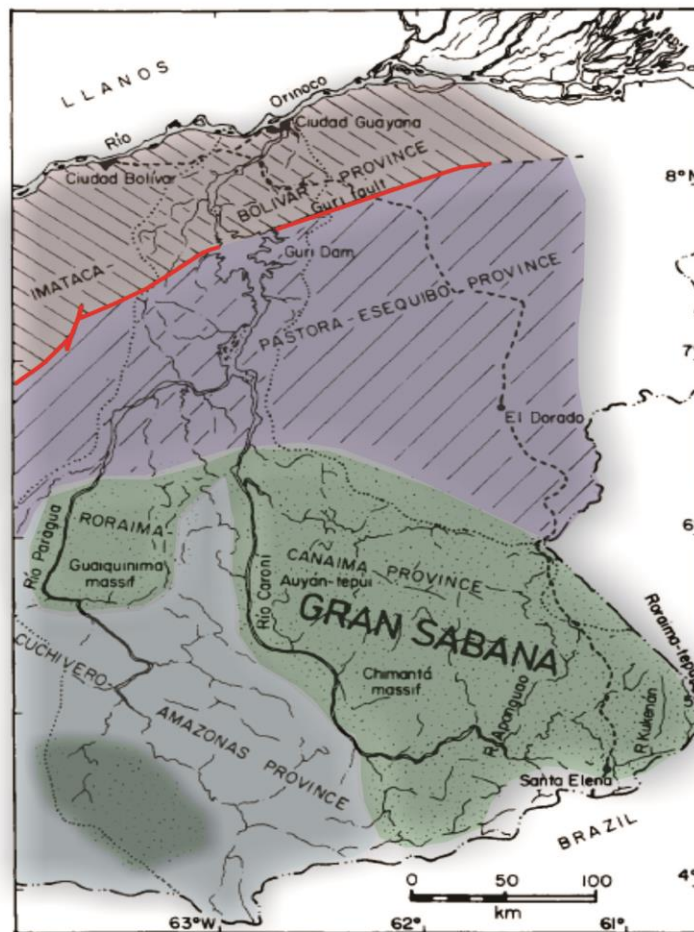 LLANOS
Río Orinoco
Ciudad Guayana
Ciudad Bolívar
8°N
IMATACA-BOLÍVAR PROVINCE
Guri fault
Guri Dam
PASTORA-ESEQUIBO PROVINCE
7°
El Dorado
6°
Río Paragua
RORAIMA
Guaiquinima
massif
Río Caroní
CANAIMA PROVINCE
Auyán-tepui
GRAN SABANA
Chimantá
massif
R. Aponguao
R. Kukenán
Roraima-tepui
Santa Elena
CUCHIVERO-AMAZONAS PROVINCE
BRAZIL
0 50 100
km
4°
63°W 62° 61°